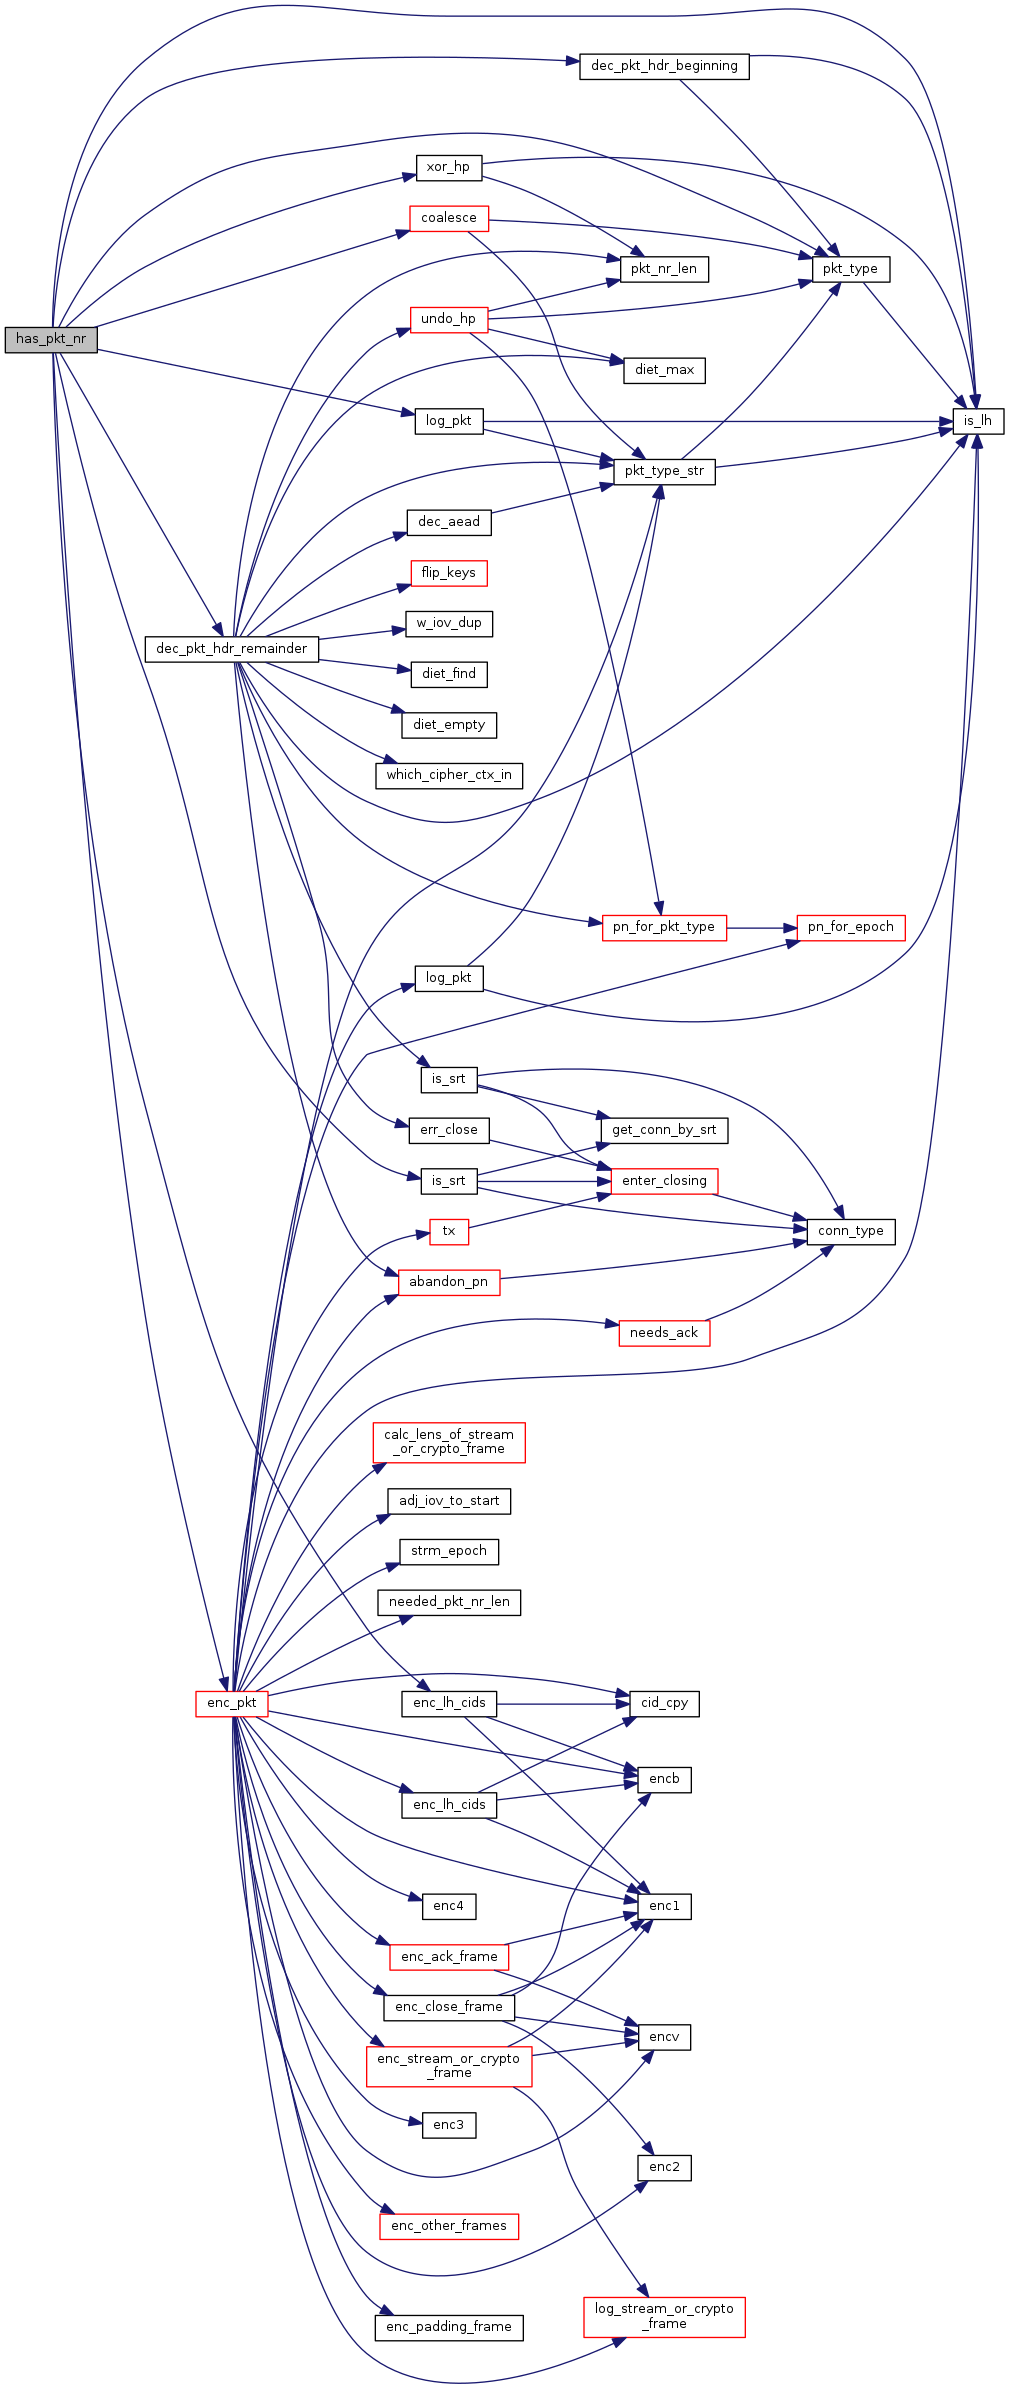 dec_pkt_hdr_beginning
xor_hp
coalesce
pkt_nr_len
pkt_type
undo_hp
has_pkt_nr
diet_max
log_pkt
is_lh
pkt_type_str
dec_aead
flip_keys
w_iov_dup
dec_pkt_hdr_remainder
diet_find
diet_empty
which_cipher_ctx_in
pn_for_pkt_type
pn_for_epoch
log_pkt
is_srt
err_close
get_conn_by_srt
is_srt
enter_closing
tx
conn_type
abandon_pn
needs_ack
calc_lens_of_stream
_or_crypto_frame
adj_iov_to_start
strm_epoch
needed_pkt_nr_len
enc_pkt
enc_lh_cids
cid_cpy
encb
enc_lh_cids
enc4
enc1
enc_ack_frame
enc_close_frame
encv
enc_stream_or_crypto
_frame
enc3
enc2
enc_other_frames
log_stream_or_crypto
_frame
enc_padding_frame